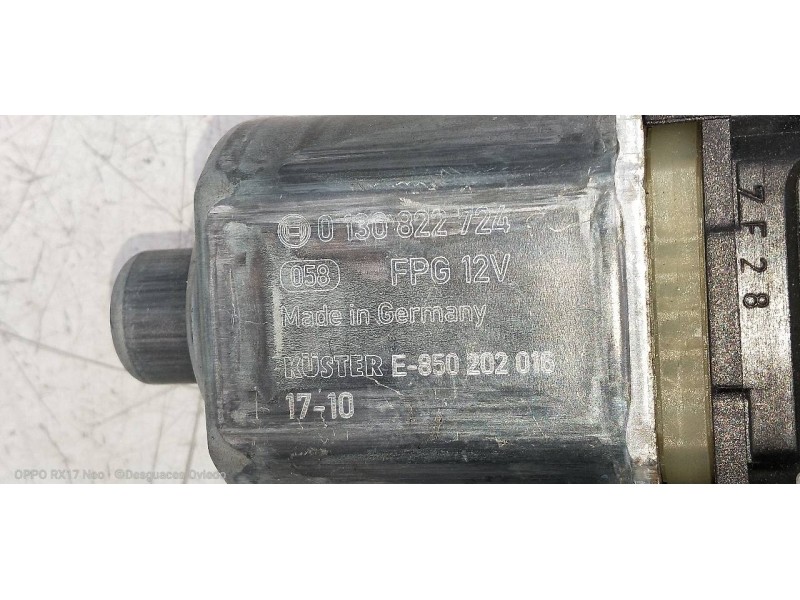 0 130 822 724
058 FPG 12V
Made in Germany
KÜSTER E-850 202 016
17-10
7F28
OPPO RX17 Neo · ©Desguaces Oviedo